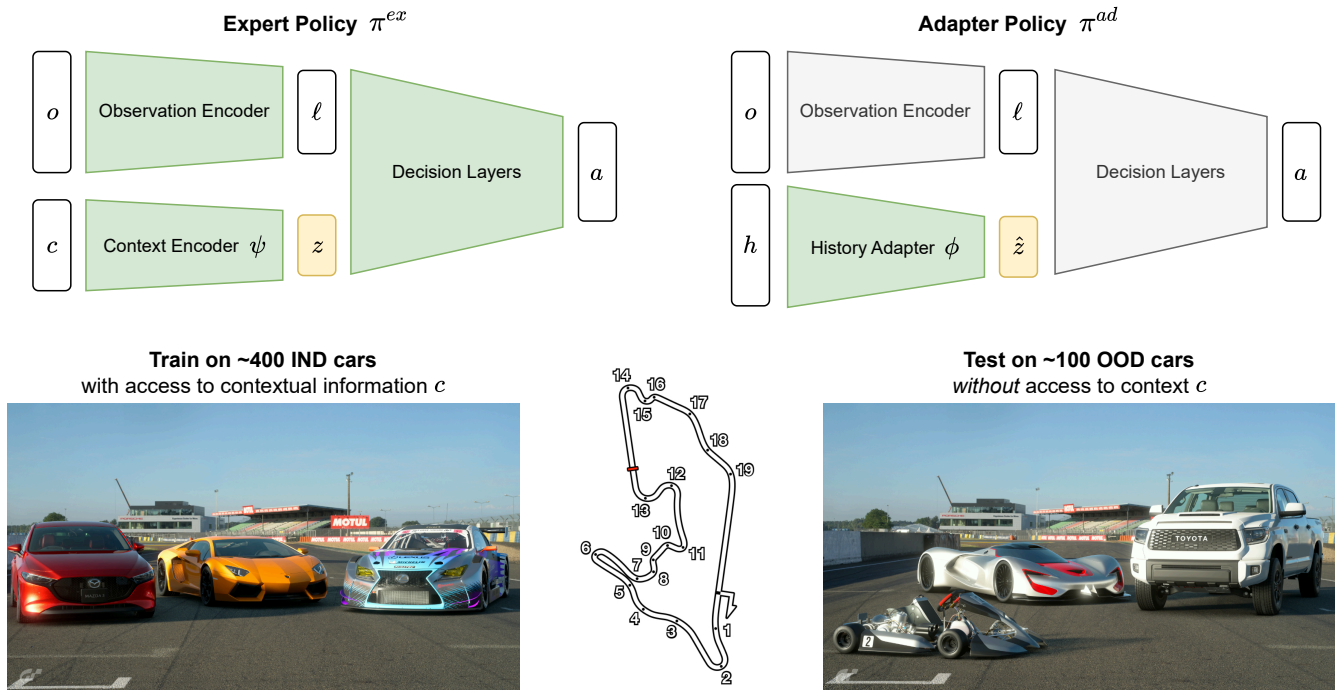 Expert Policy π^{ex}
o
Observation Encoder
ℓ
Decision Layers
a
c
Context Encoder ψ
z
Adapter Policy π^{ad}
o
Observation Encoder
ℓ
Decision Layers
a
h
History Adapter ϕ
ẑ
Train on ~400 IND cars
with access to contextual information c
MOTUL
14
16
15
17
18
19
12
13
10
11
9
6
7
8
5
4
3
1
2
Test on ~100 OOD cars
without access to context c
TOYOTA
2